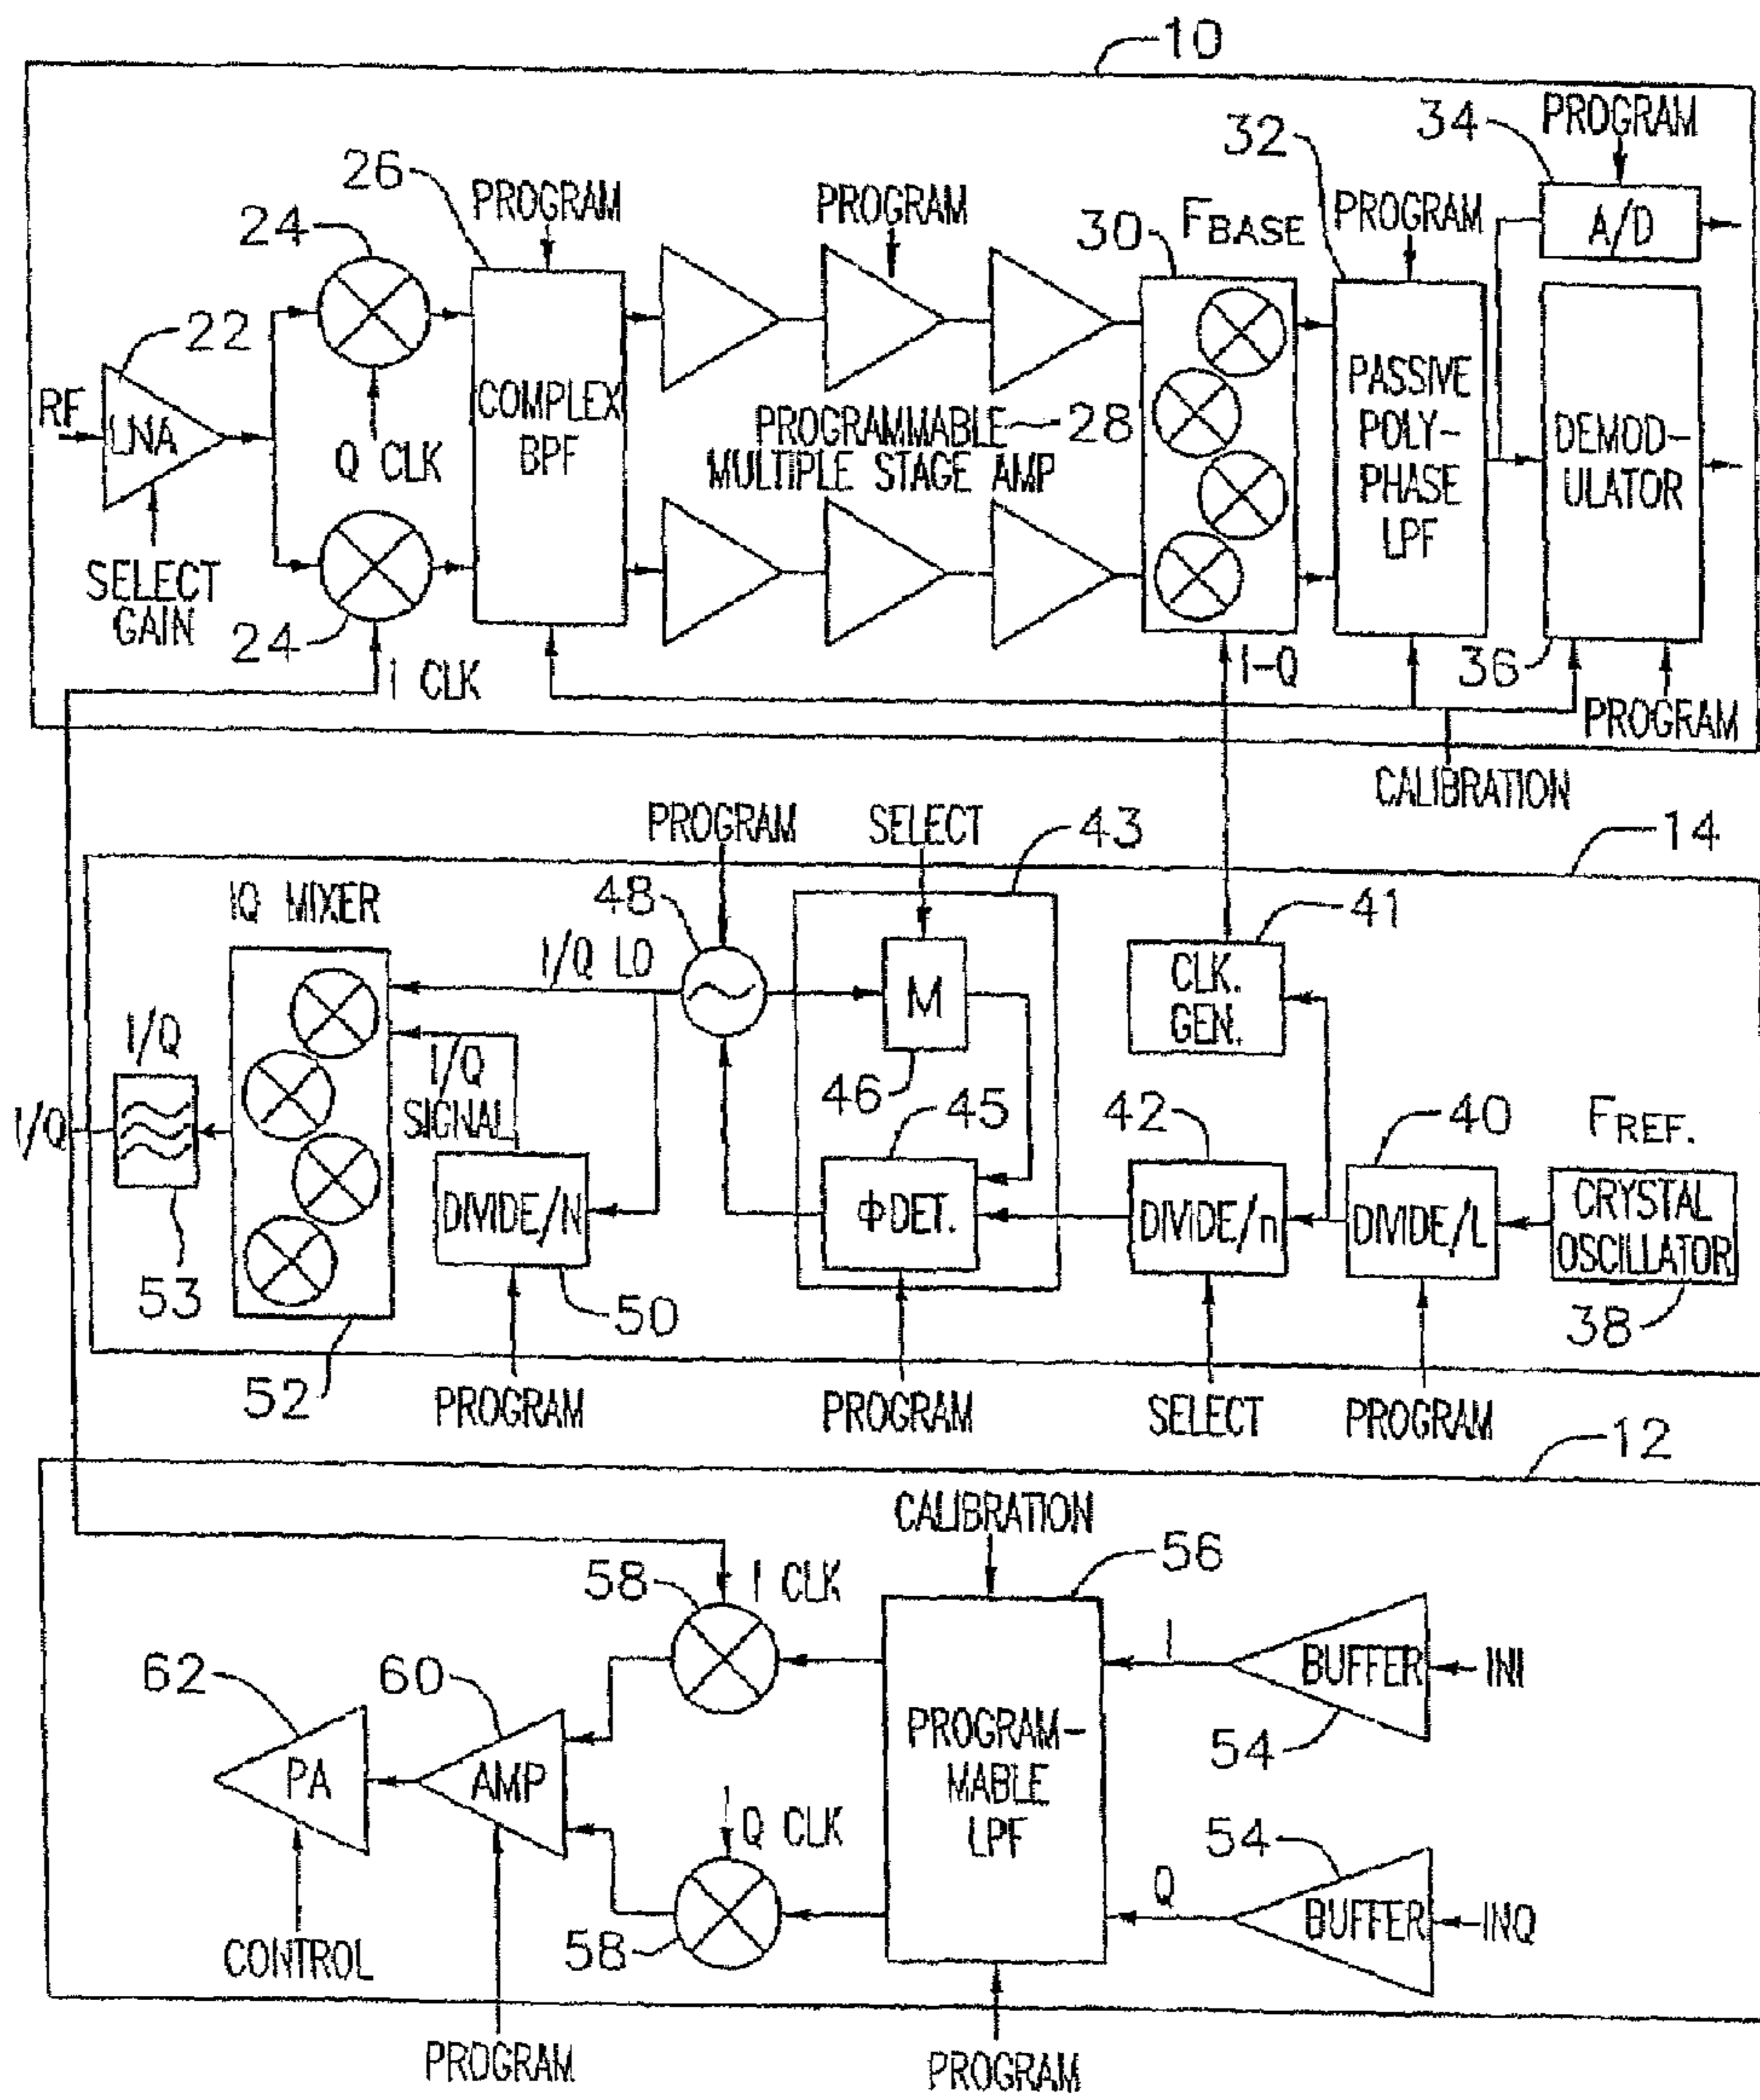 10
PROGRAM
34
32
26
PROGRAM
PROGRAM
PROGRAM
24
30
FBASE
A/D
22
RF
LNA
Q CLK
COMPLEX
BPF
PROGRAMMABLE
28
MULTIPLE STAGE AMP
PASSIVE
POLY-
PHASE
LPF
DEMOD-
ULATOR
SELECT
GAIN
24
I CLK
I-Q
36
PROGRAM
CALIBRATION
PROGRAM
SELECT
43
14
IQ MIXER
48
41
I/Q LO
M
CLK.
GEN.
I/Q
I/Q
SIGNAL
46
45
42
40
FREF.
I/Q
DIVIDE/N
ΦDET.
DIVIDE/n
DIVIDE/L
CRYSTAL
OSCILLATOR
53
50
38
52
PROGRAM
PROGRAM
SELECT
PROGRAM
12
CALIBRATION
58
I CLK
56
62
60
I
BUFFER
INI
PROGRAM-
MABLE
LPF
54
PA
AMP
Q CLK
54
Q
BUFFER
INQ
58
CONTROL
PROGRAM
PROGRAM